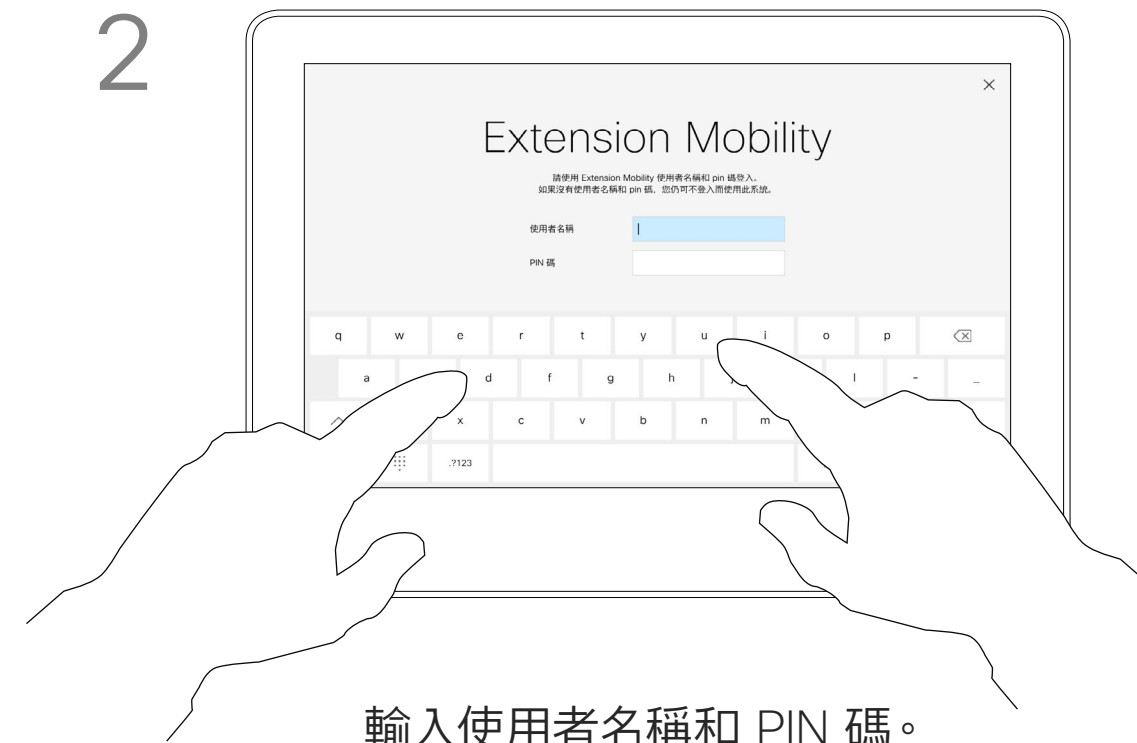 2
Extension Mobility
請使用 Extension Mobility 使用者名稱和 pin 碼登入。
如果沒有使用者名稱和 pin 碼，您仍可不登入而使用此系統。
使用者名稱
PIN 碼
q w e r t y u i o p
a d f g h j l - _
x c v b n m
.?123
輸入使用者名稱和 PIN 碼。